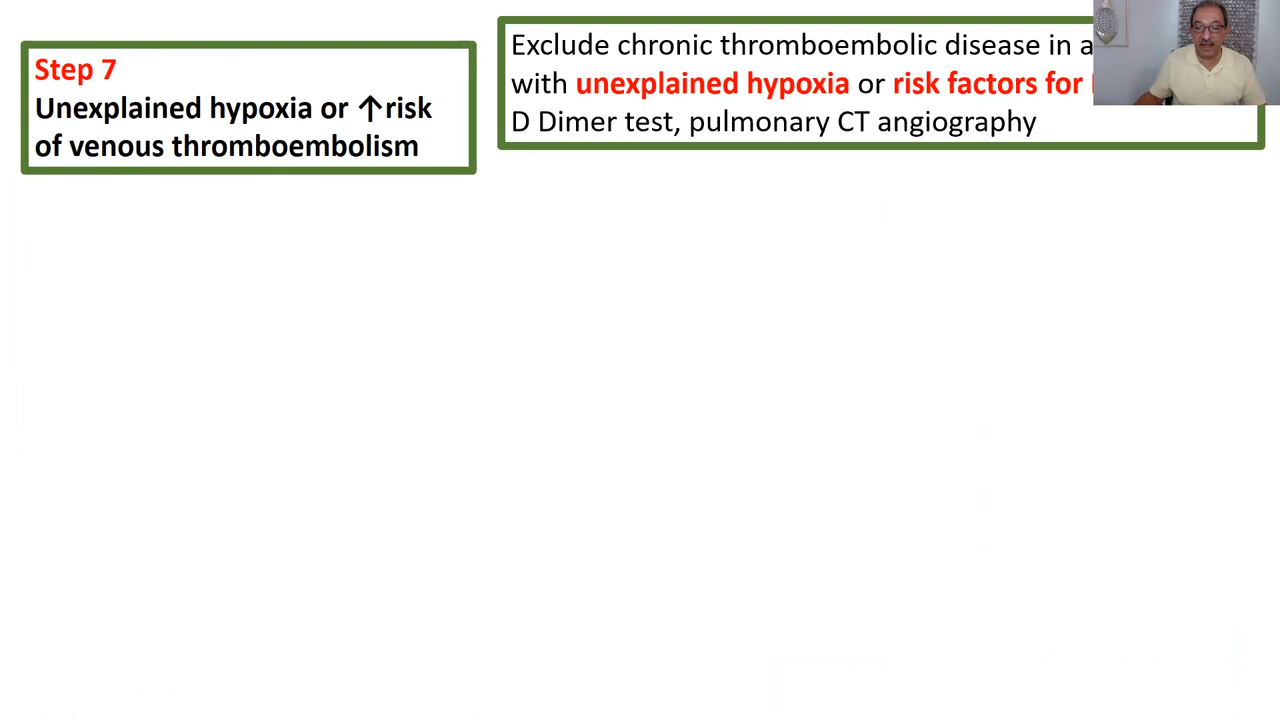 Step 7
Unexplained hypoxia or ↑risk
of venous thromboembolism
Exclude chronic thromboembolic disease in
with unexplained hypoxia or risk factors for
D Dimer test, pulmonary CT angiography